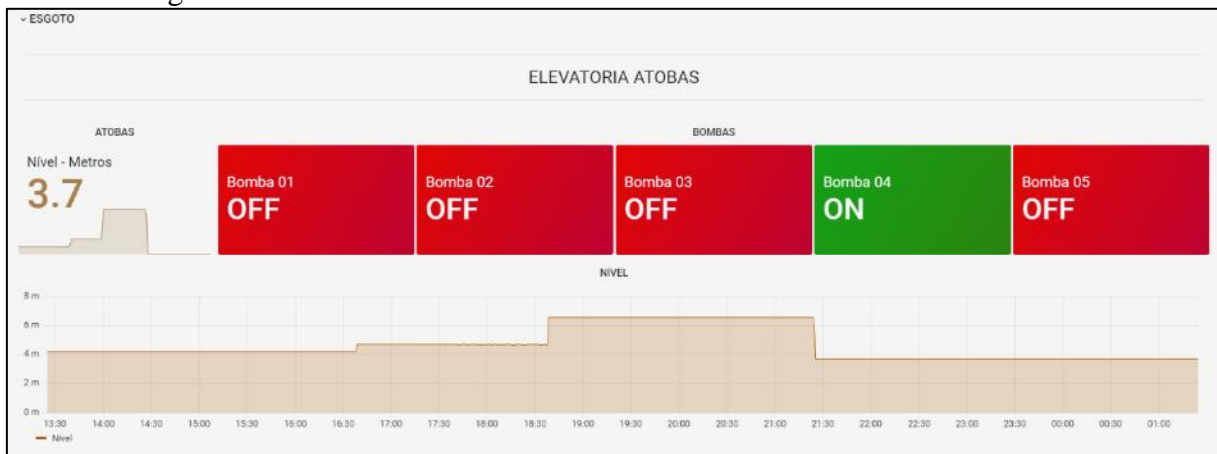 ESGOTO
ELEVATORIA ATOBAS
ATOBAS
BOMBAS
Nível - Metros
3.7
Bomba 01
OFF
Bomba 02
OFF
Bomba 03
OFF
Bomba 04
ON
Bomba 05
OFF
NIVEL
8 m
6 m
4 m
2 m
0 m
13:30 14:00 14:30 15:00 15:30 16:00 16:30 17:00 17:30 18:00 18:30 19:00 19:30 20:00 20:30 21:00 21:30 22:00 22:30 23:00 23:30 00:00 00:30 01:00
Nível